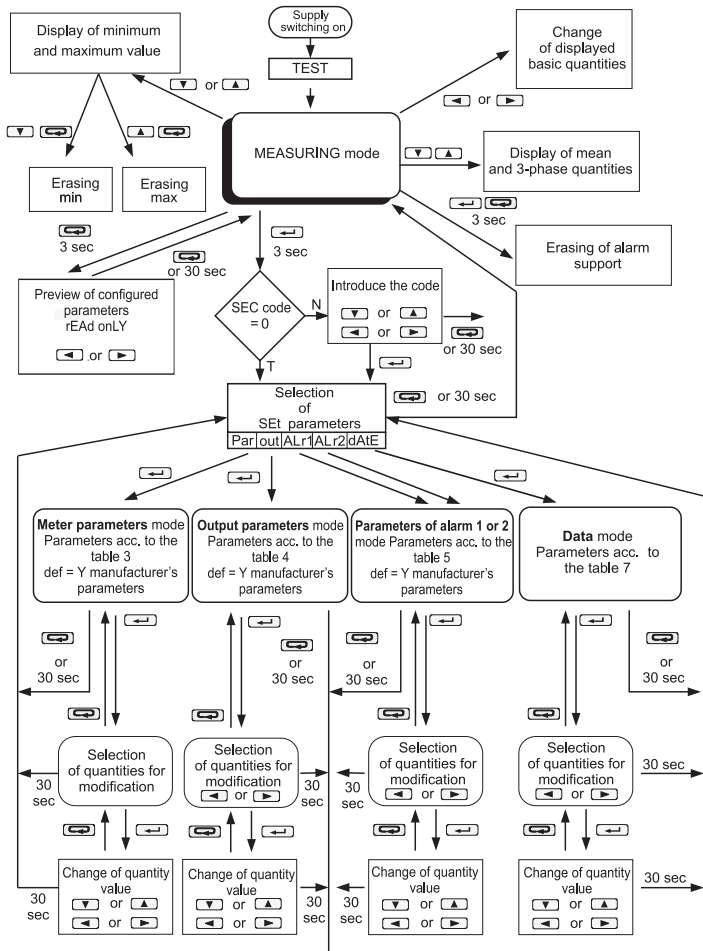 Supply
switching on
TEST
Display of minimum
and maximum value
Change
of displayed
basic quantities
or
or
MEASURING mode
Display of mean
and 3-phase quantities
Erasing
min
Erasing
max
3 sec
Erasing of alarm
support
3 sec
or 30 sec
3 sec
Preview of configured
parameters
rEAd onLY
or
SEC code
= 0
N
T
Introduce the code
or
or
or 30 sec
or 30 sec
Selection
of
SEt parameters
Par out ALr1 ALr2 dAtE
Meter parameters mode
Parameters acc. to the
table 3
def = Y manufacturer's
parameters
Output parameters mode
Parameters acc. to the
table 4
def = Y manufacturer's
parameters
Parameters of alarm 1 or 2
mode Parameters acc. to the
table 5
def = Y manufacturer's
parameters
Data mode
Parameters acc. to
the table 7
or
30 sec
or
30 sec
or
30 sec
or
30 sec
Selection
of quantities for
modification
Selection
of quantities for
modification
or
Selection
of quantities for
modification
or
Selection
of quantities for
modification
or
30
sec
30
sec
30
sec
30 sec
Change of quantity
value
or
or
Change of quantity
value
or
or
Change of quantity
value
or
or
Change of quantity
value
or
or
30
sec
30
sec
30
sec
30 sec